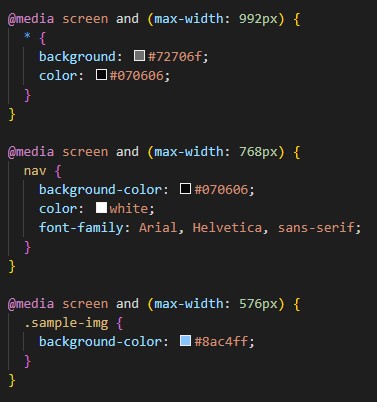 @media screen and (max-width: 992px) {
  * {
    background: #72706f;
    color: #070606;
  }
}

@media screen and (max-width: 768px) {
  nav {
    background-color: #070606;
    color: white;
    font-family: Arial, Helvetica, sans-serif;
  }
}

@media screen and (max-width: 576px) {
  .sample-img {
    background-color: #8ac4ff;
  }
}